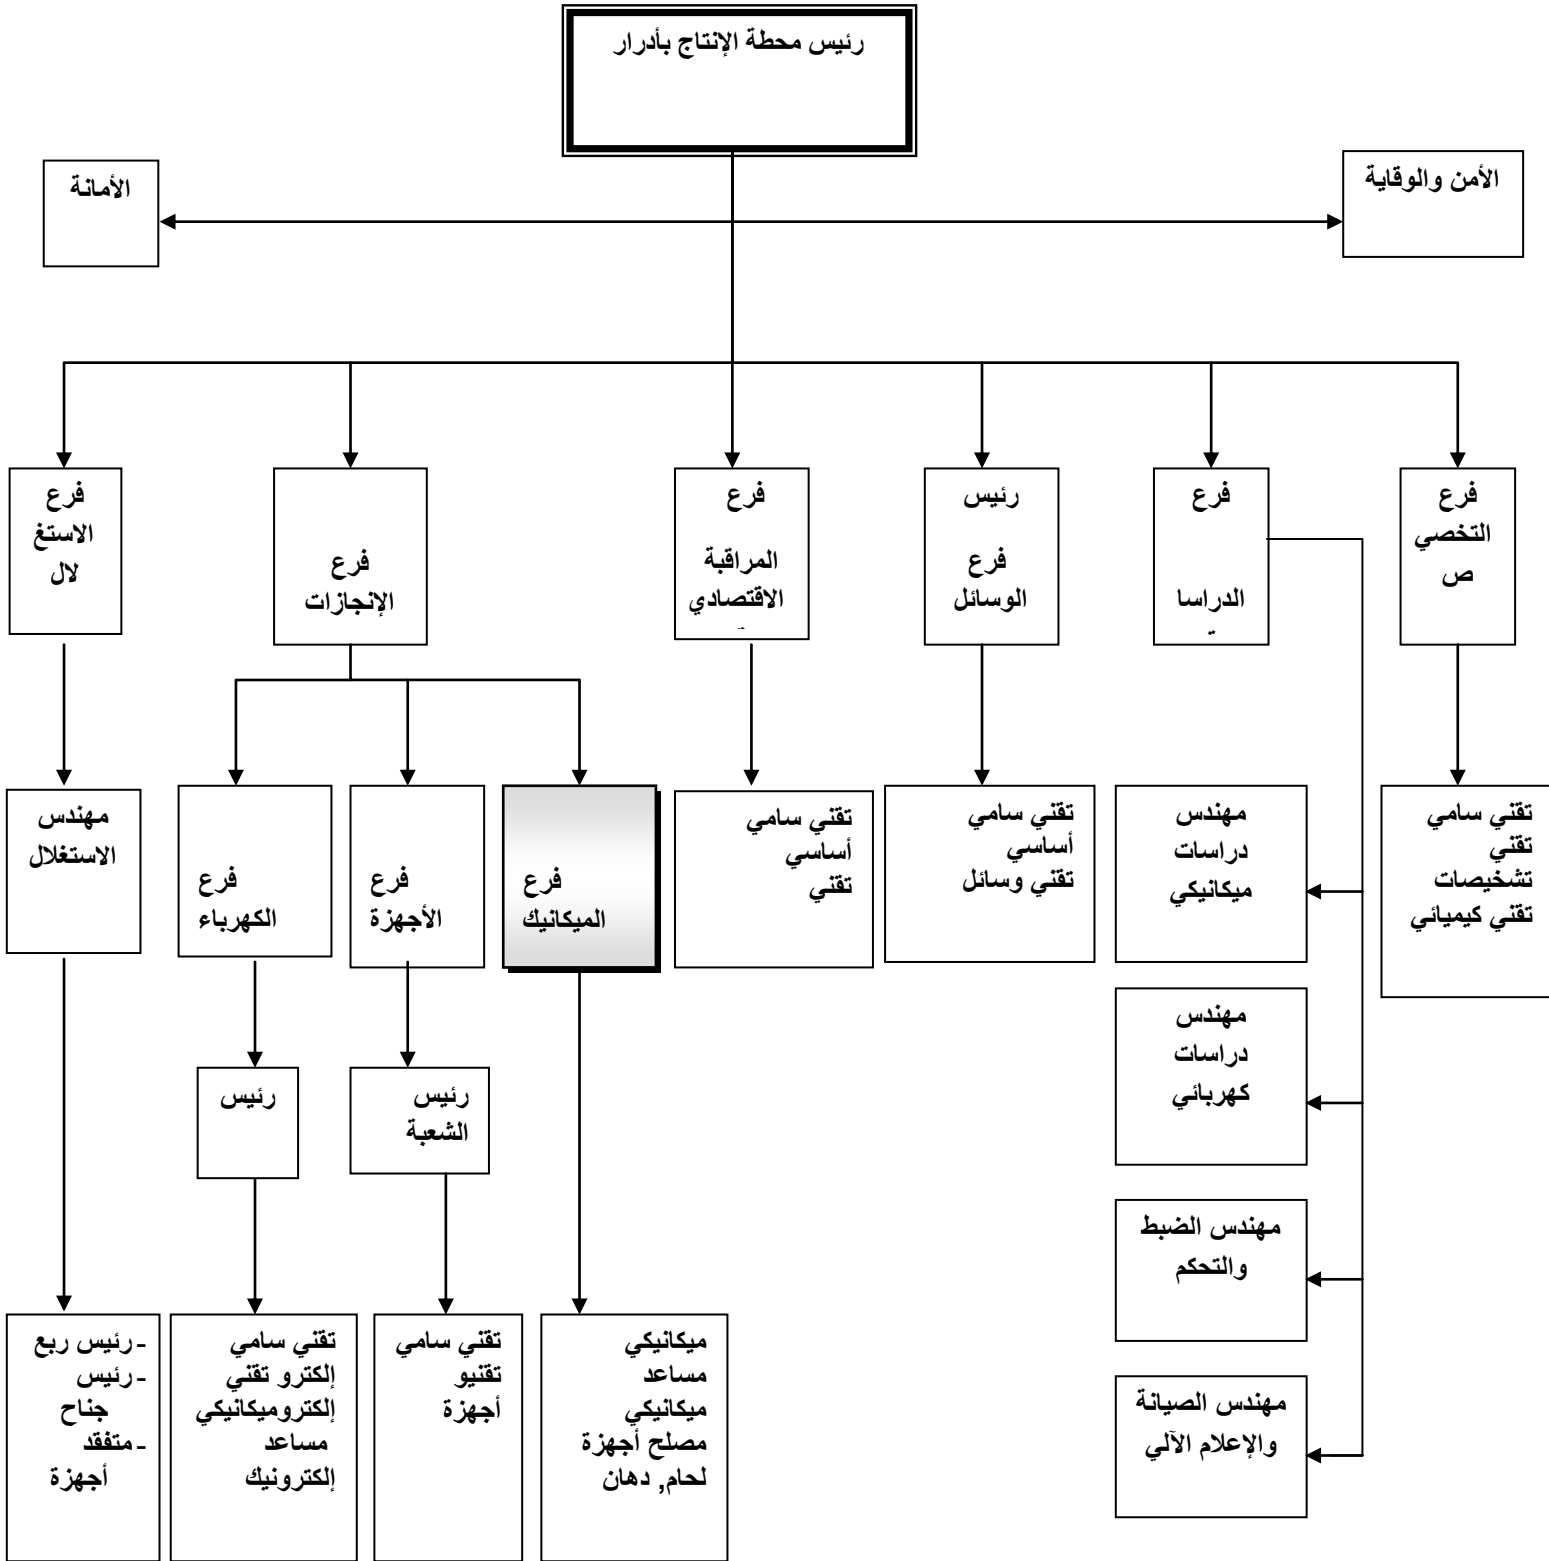 رئيس محطة الإنتاج بأدرار
الأمن والوقاية
الأمانة
فرع
التخصي
ص
فرع
الدراسا
رئيس
فرع
الوسائل
فرع
المراقبة
الاقتصادي
فرع
الإنجازات
فرع
الاستغ
لال
تقني سامي
تقني
تشخيصات
تقني كيميائي
مهندس
دراسات
ميكانيكي
تقني سامي
أساسي
تقني وسائل
تقني سامي
أساسي
تقني
فرع
الميكانيك
فرع
الأجهزة
فرع
الكهرباء
مهندس
الاستغلال
مهندس
دراسات
كهربائي
رئيس
الشعبة
رئيس
مهندس الضبط
والتحكم
مهندس الصيانة
والإعلام الآلي
ميكانيكي
مساعد
ميكانيكي
مصلح أجهزة
لحام, دهان
تقني سامي
تقنيو
أجهزة
تقني سامي
إلكترو تقني
إلكتروميكانيكي
مساعد
إلكترونيك
- رئيس ربع
- رئيس
جناح
- متفقد
أجهزة